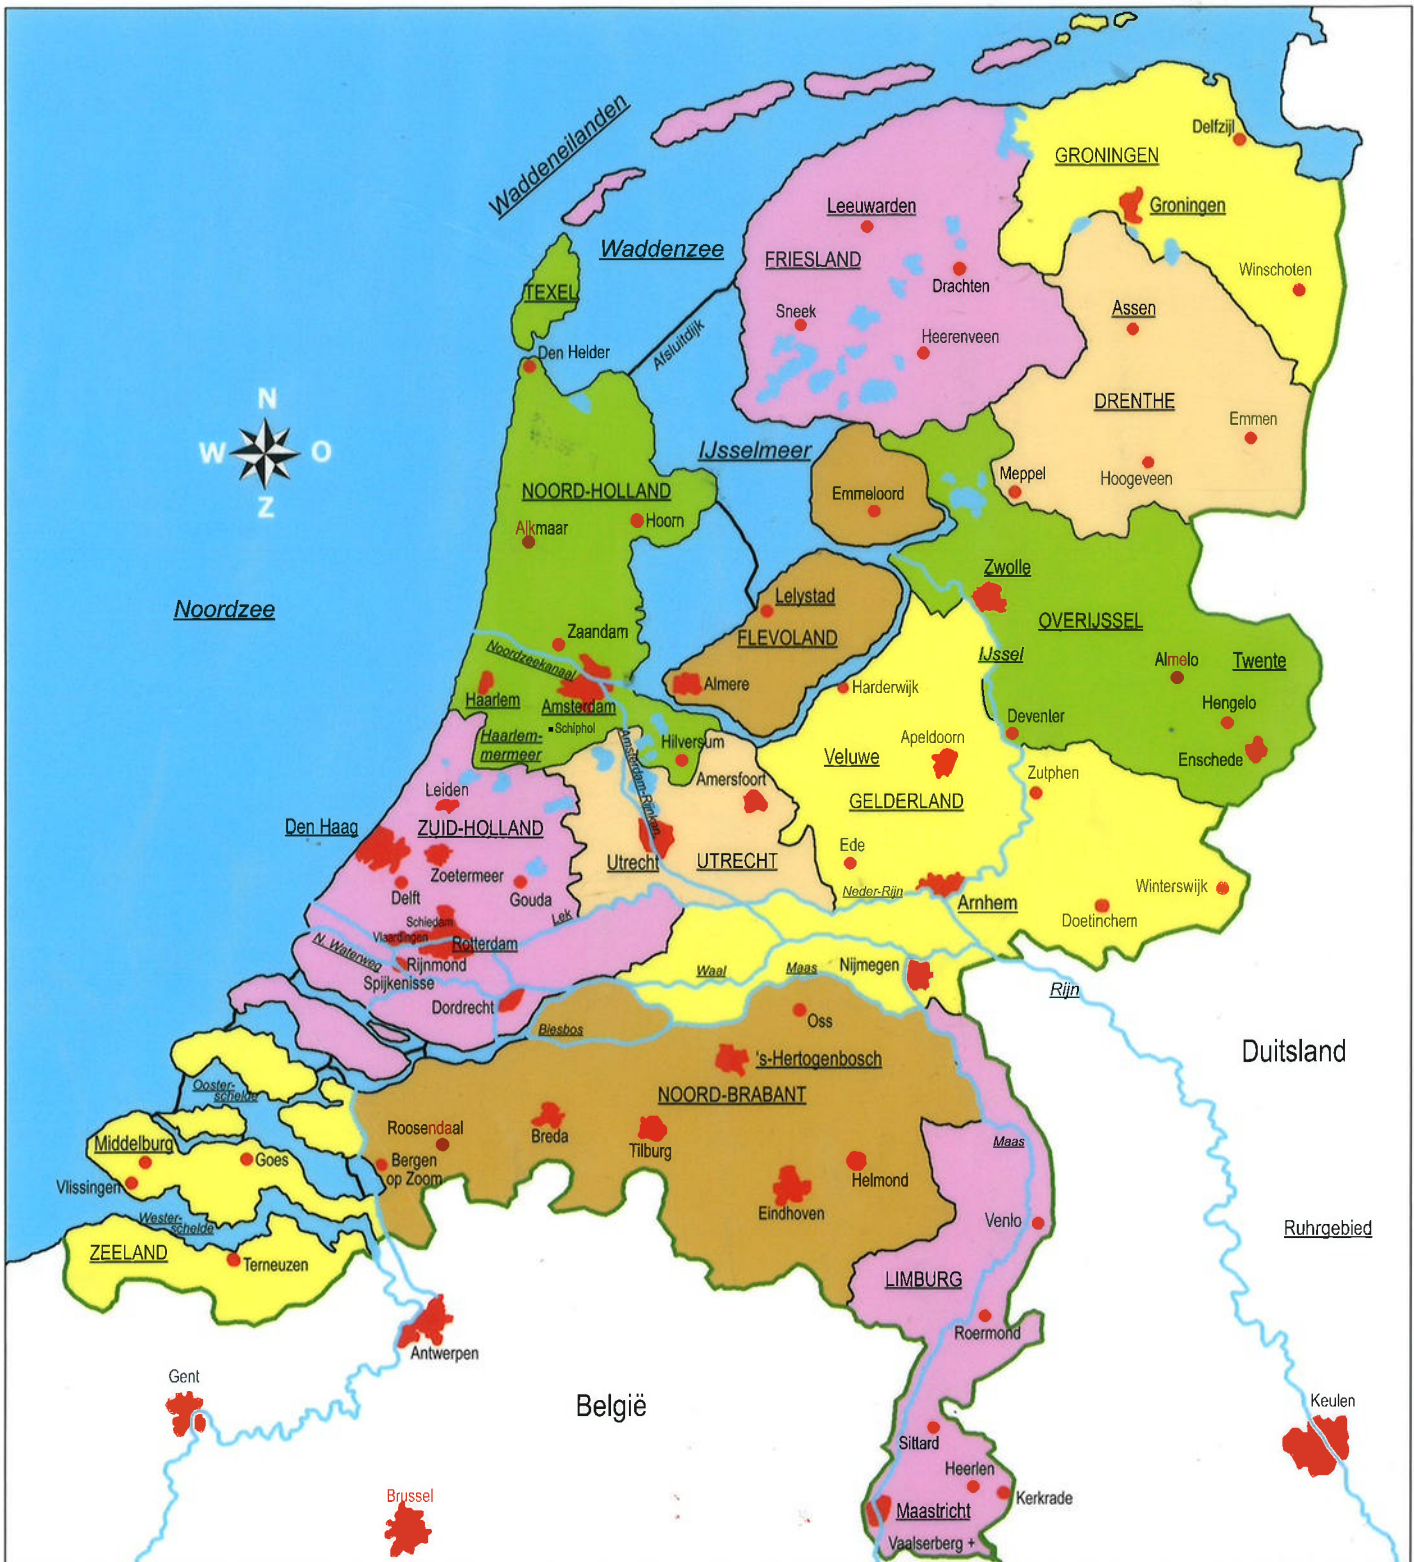 Waddeneilanden
Delfzijl
GRONINGEN
Groningen
Leeuwarden
Waddenzee
FRIESLAND
Winschoten
Drachten
TEXEL
Assen
Sneek
Heerenveen
Afsluitdijk
Den Helder
N
W
O
Z
DRENTHE
Emmen
IJsselmeer
Meppel
Hoogeveen
NOORD-HOLLAND
Emmeloord
Alkmaar
Hoorn
Zwolle
Noordzee
Lelystad
OVERIJSSEL
Zaandam
FLEVOLAND
Noordzeekanaal
IJssel
Almelo
Twente
Almere
Harderwijk
Haarlem
Amsterdam
Hengelo
Schiphol
Deventer
Haarlem-
mermeer
Hilversum
Apeldoorn
Veluwe
Enschede
Amsterdam-Rijnkan
Amersfoort
Zutphen
Leiden
GELDERLAND
Den Haag
ZUID-HOLLAND
Ede
Utrecht
UTRECHT
Zoetermeer
Delft
Gouda
Neder-Rijn
Winterswijk
Arnhem
Doetinchem
Schiedam
Lek
Vlaardingen
Rotterdam
N. Waterweg
Rijnmond
Spijkenisse
Waal
Maas
Nijmegen
Rijn
Dordrecht
Biesbos
Oss
Duitsland
's-Hertogenbosch
Ooster-
schelde
NOORD-BRABANT
Roosendaal
Breda
Tilburg
Maas
Middelburg
Goes
Bergen
op Zoom
Helmond
Vlissingen
Eindhoven
Venlo
Wester-
schelde
Ruhrgebied
ZEELAND
Terneuzen
LIMBURG
Roermond
Antwerpen
Gent
België
Keulen
Sittard
Heerlen
Brussel
Kerkrade
Maastricht
Vaalserberg +